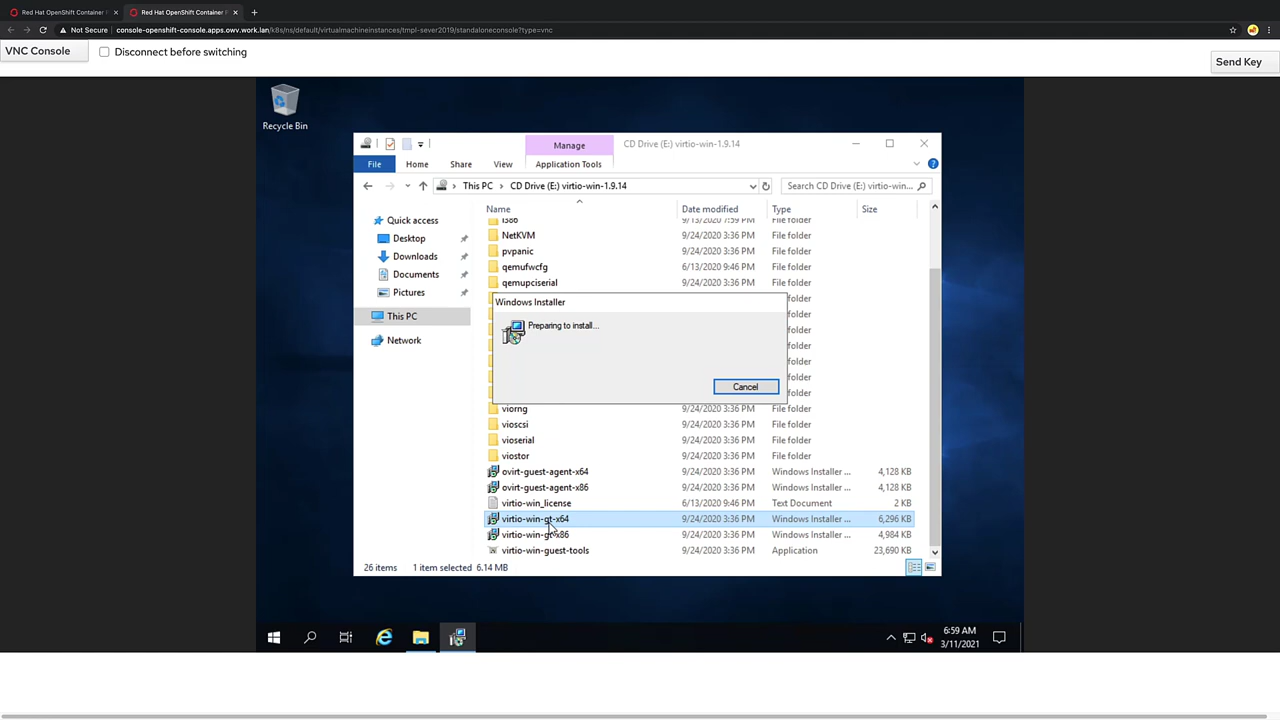 Red Hat OpenShift Container
Red Hat OpenShift Container
Not Secure
console-openshift-console.apps.owv.work.lan/k8s/ns/default/virtualmachineinstances/tmpl-sever2019/standaloneconsole?type=vnc
VNC Console
Disconnect before switching
Send Key
Recycle Bin
Manage
CD Drive (E:) virtio-win-1.9.14
File
Home
Share
View
Application Tools
This PC
CD Drive (E:) virtio-win-1.9.14
Search CD Drive (E:) virtio-win...
Name
Date modified
Type
Size
Quick access
Desktop
Downloads
Documents
Pictures
This PC
Network
i386 9/13/2020 7:59 PM File folder
NetKVM 9/24/2020 3:36 PM File folder
pvpanic 9/24/2020 3:36 PM File folder
qemufwcfg 6/13/2020 9:46 PM File folder
qemupciserial 9/24/2020 3:36 PM File folder
folder
folder
folder
folder
folder
folder
folder
Windows Installer
Preparing to install...
Cancel
viorng 9/24/2020 3:36 PM File folder
vioscsi 9/24/2020 3:36 PM File folder
vioserial 9/24/2020 3:36 PM File folder
viostor 9/24/2020 3:36 PM File folder
ovirt-guest-agent-x64 9/24/2020 3:36 PM Windows Installer ... 4,128 KB
ovirt-guest-agent-x86 9/24/2020 3:36 PM Windows Installer ... 4,128 KB
virtio-win_license 6/13/2020 9:46 PM Text Document 2 KB
virtio-win-gt-x64 9/24/2020 3:36 PM Windows Installer ... 6,296 KB
virtio-win-gt-x86 9/24/2020 3:36 PM Windows Installer ... 4,984 KB
virtio-win-guest-tools 9/24/2020 3:36 PM Application 23,690 KB
26 items
1 item selected 6.14 MB
6:59 AM
3/11/2021